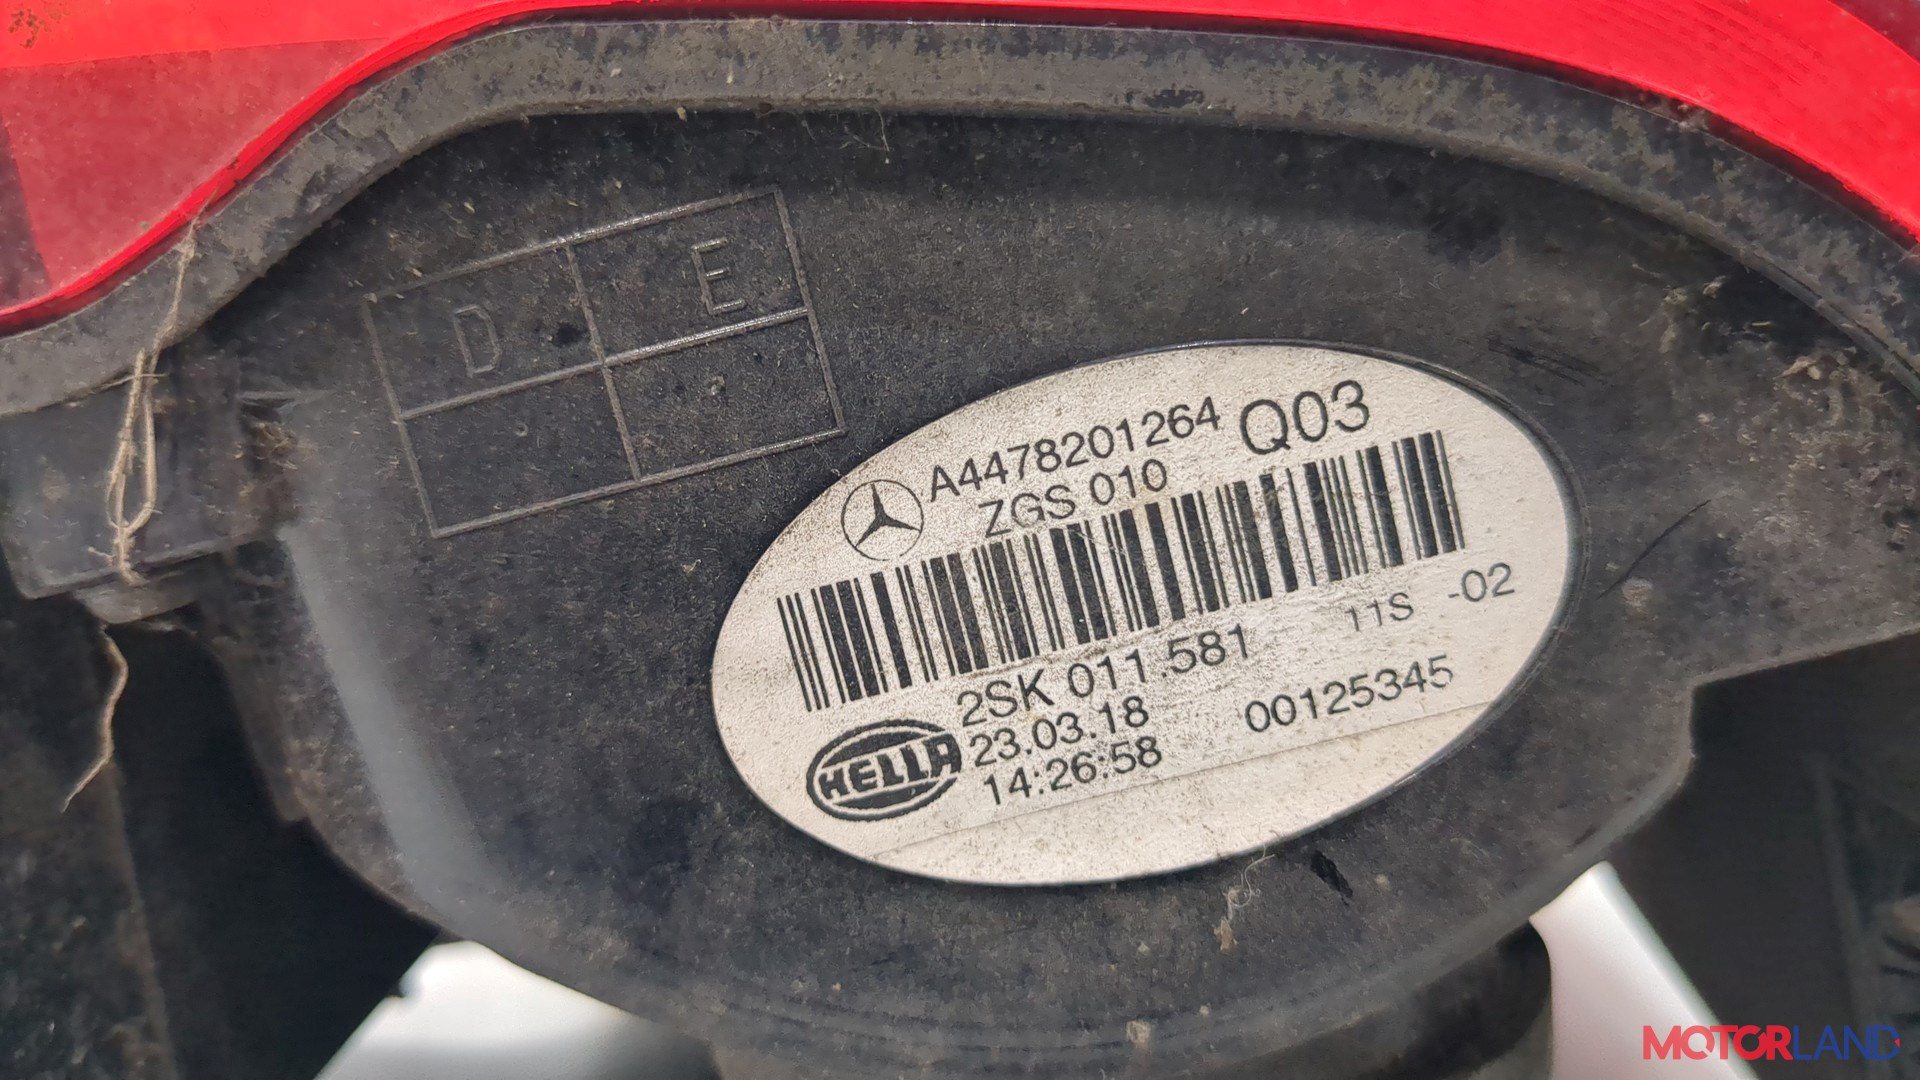 D E
A4478201264 Q03
ZGS 010
2SK 011.581 11S -02
HELLA 23.03.18 00125345
14:26:58
MOTORLAND